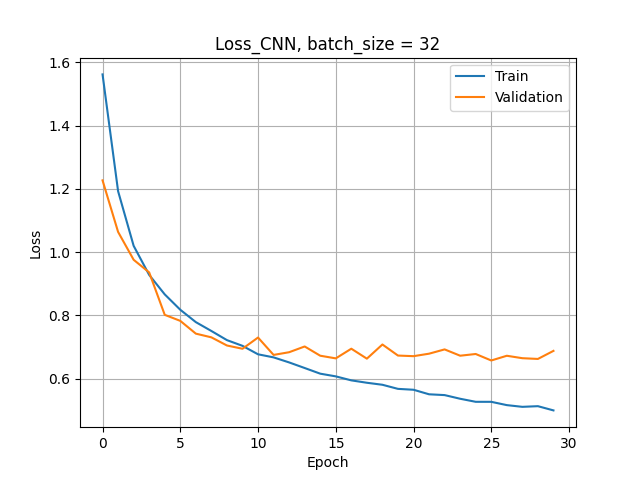 Loss_CNN, batch_size = 32
Train
Validation
1.6
1.4
1.2
1.0
0.8
0.6
Loss
0 5 10 15 20 25 30
Epoch